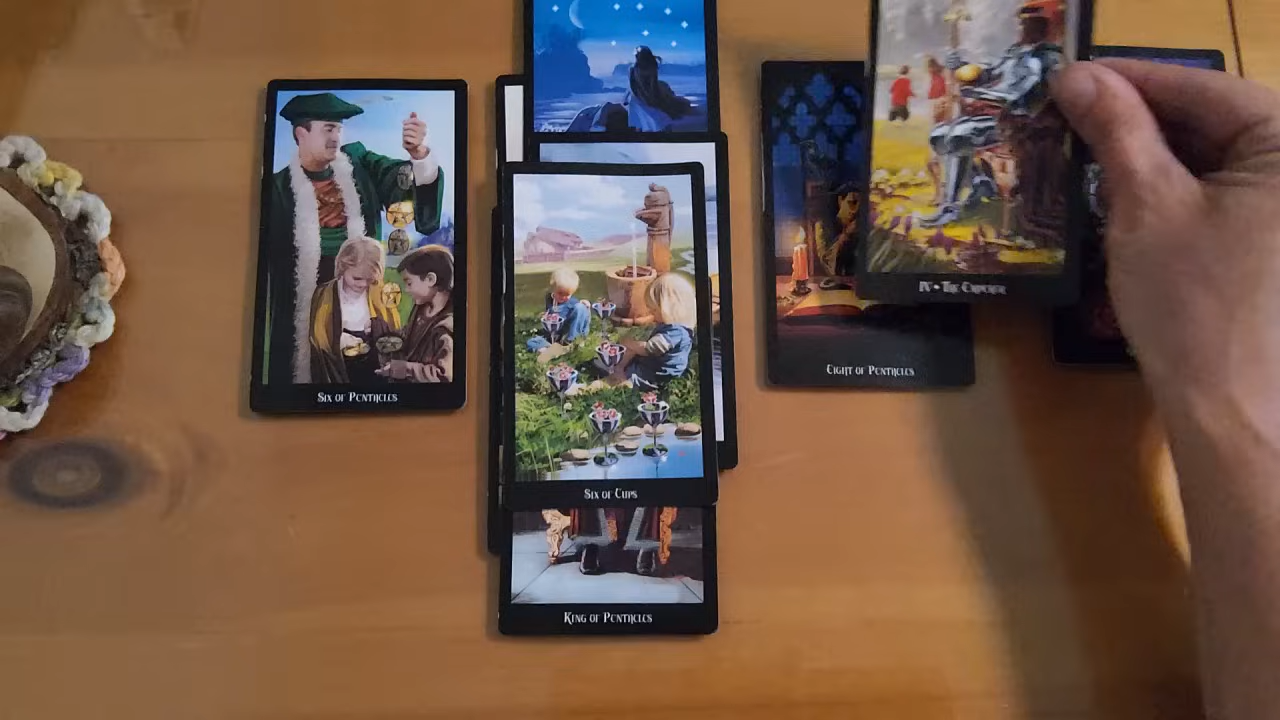 IV • The Emperor
Eight of Pentacles
Six of Pentacles
Six of Cups
King of Pentacles